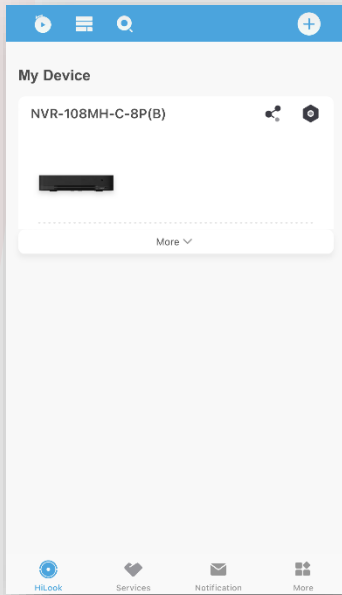 My Device
NVR-108MH-C-8P(B)
More
HiLook
Services
Notification
More